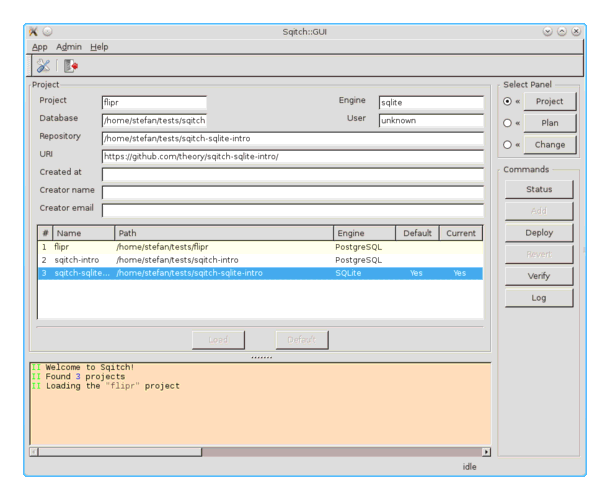 Sqitch::GUI
App Admin Help
Project
Project flipr Engine sqlite
Database /home/stefan/tests/sqitch User unknown
Repository /home/stefan/tests/sqitch-sqlite-intro
URI https://github.com/theory/sqitch-sqlite-intro/
Created at
Creator name
Creator email
# Name Path Engine Default Current
1 flipr /home/stefan/tests/flipr PostgreSQL
2 sqitch-intro /home/stefan/tests/sqitch-intro PostgreSQL
3 sqitch-sqlite... /home/stefan/tests/sqitch-sqlite-intro SQLite Yes Yes
Load Default
Select Panel
« Project
« Plan
« Change
Commands
Status
Add
Deploy
Revert
Verify
Log
II Welcome to Sqitch!
II Found 3 projects
II Loading the "flipr" project
idle